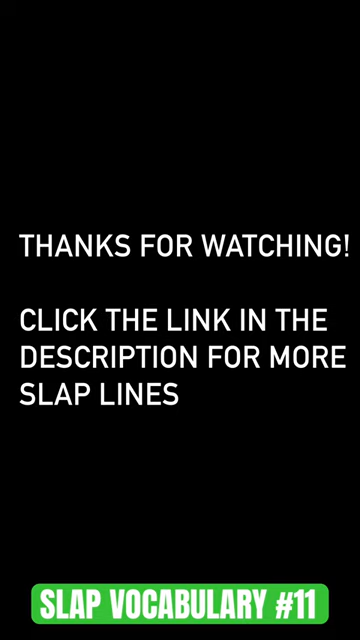 THANKS FOR WATCHING!
CLICK THE LINK IN THE
DESCRIPTION FOR MORE
SLAP LINES
SLAP VOCABULARY #11